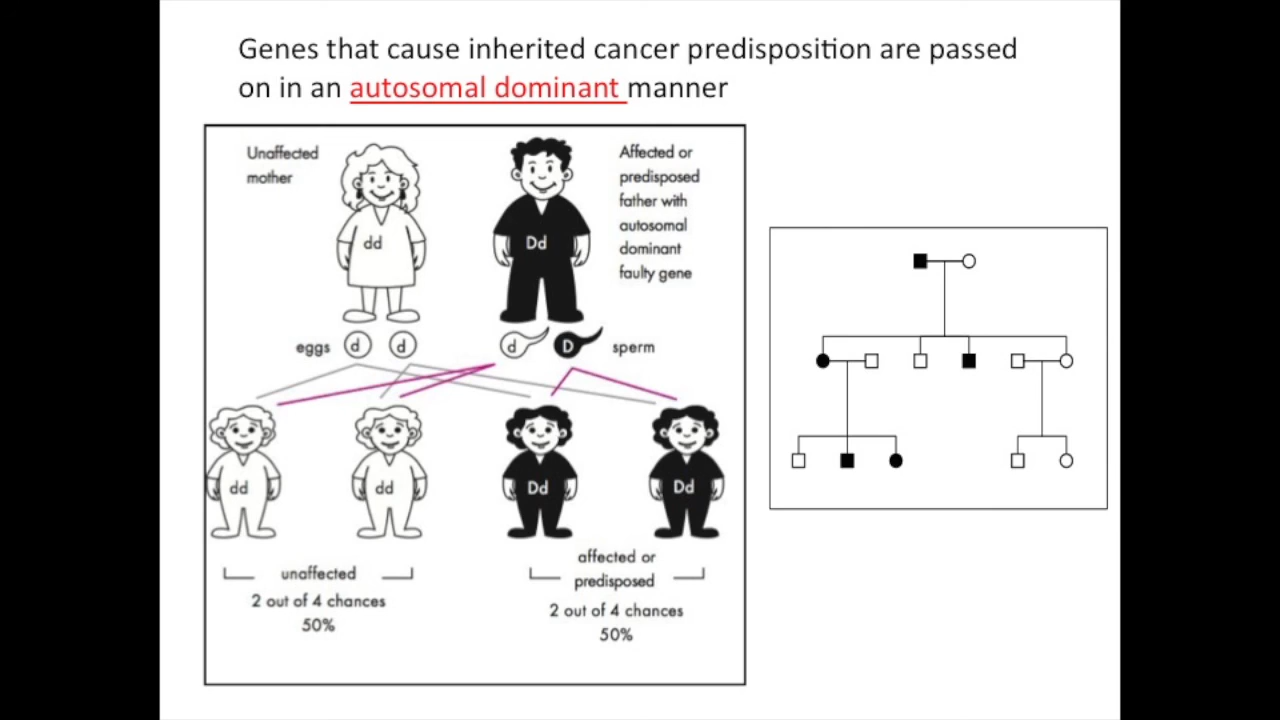 Genes that cause inherited cancer predisposition are passed
on in an autosomal dominant manner
Unaffected
mother
Affected or
predisposed
father with
autosomal
dominant
faulty gene
dd
Dd
eggs d d d D sperm
dd dd Dd Dd
unaffected
2 out of 4 chances
50%
affected or
predisposed
2 out of 4 chances
50%